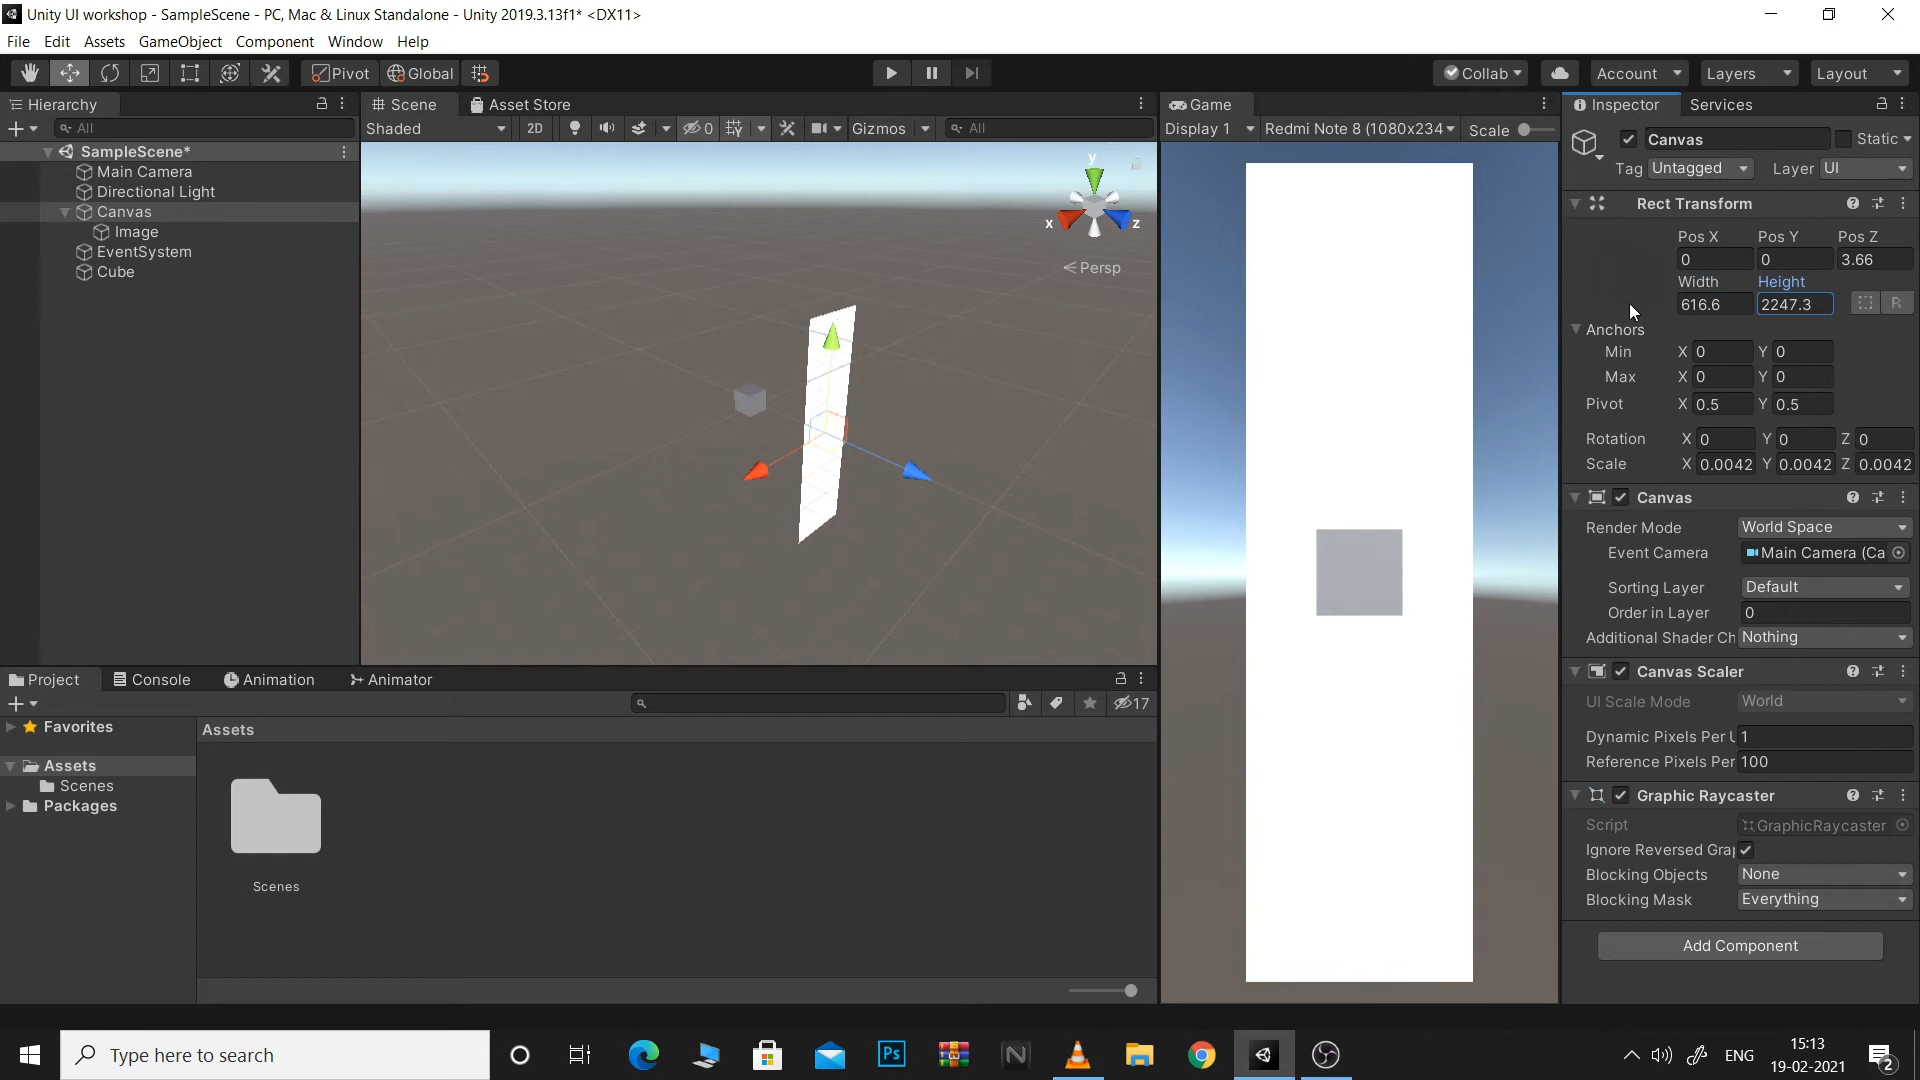 Unity UI workshop - SampleScene - PC, Mac & Linux Standalone - Unity 2019.3.13f1* <DX11>
File Edit Assets GameObject Component Window Help
Pivot Global Collab Account Layers Layout
Hierarchy
All
SampleScene*
Main Camera
Directional Light
Canvas
Image
EventSystem
Cube
Scene Asset Store
Shaded 2D 0 Gizmos All
y
x z
Persp
Game
Display 1 Redmi Note 8 (1080x234 Scale
Inspector Services
Canvas Static
Tag Untagged Layer UI
Rect Transform
Pos X Pos Y Pos Z
0 0 3.66
Width Height
616.6 2247.3 R
Anchors
Min X 0 Y 0
Max X 0 Y 0
Pivot X 0.5 Y 0.5
Rotation X 0 Y 0 Z 0
Scale X 0.0042 Y 0.0042 Z 0.0042
Canvas
Render Mode World Space
Event Camera Main Camera (Ca
Sorting Layer Default
Order in Layer 0
Additional Shader Ch Nothing
Canvas Scaler
UI Scale Mode World
Dynamic Pixels Per U 1
Reference Pixels Per 100
Graphic Raycaster
Script GraphicRaycaster
Ignore Reversed Grap
Blocking Objects None
Blocking Mask Everything
Add Component
Project Console Animation Animator
17
Favorites
Assets
Scenes
Packages
Assets
Scenes
Type here to search
Ps
N
ENG
15:13
19-02-2021
2